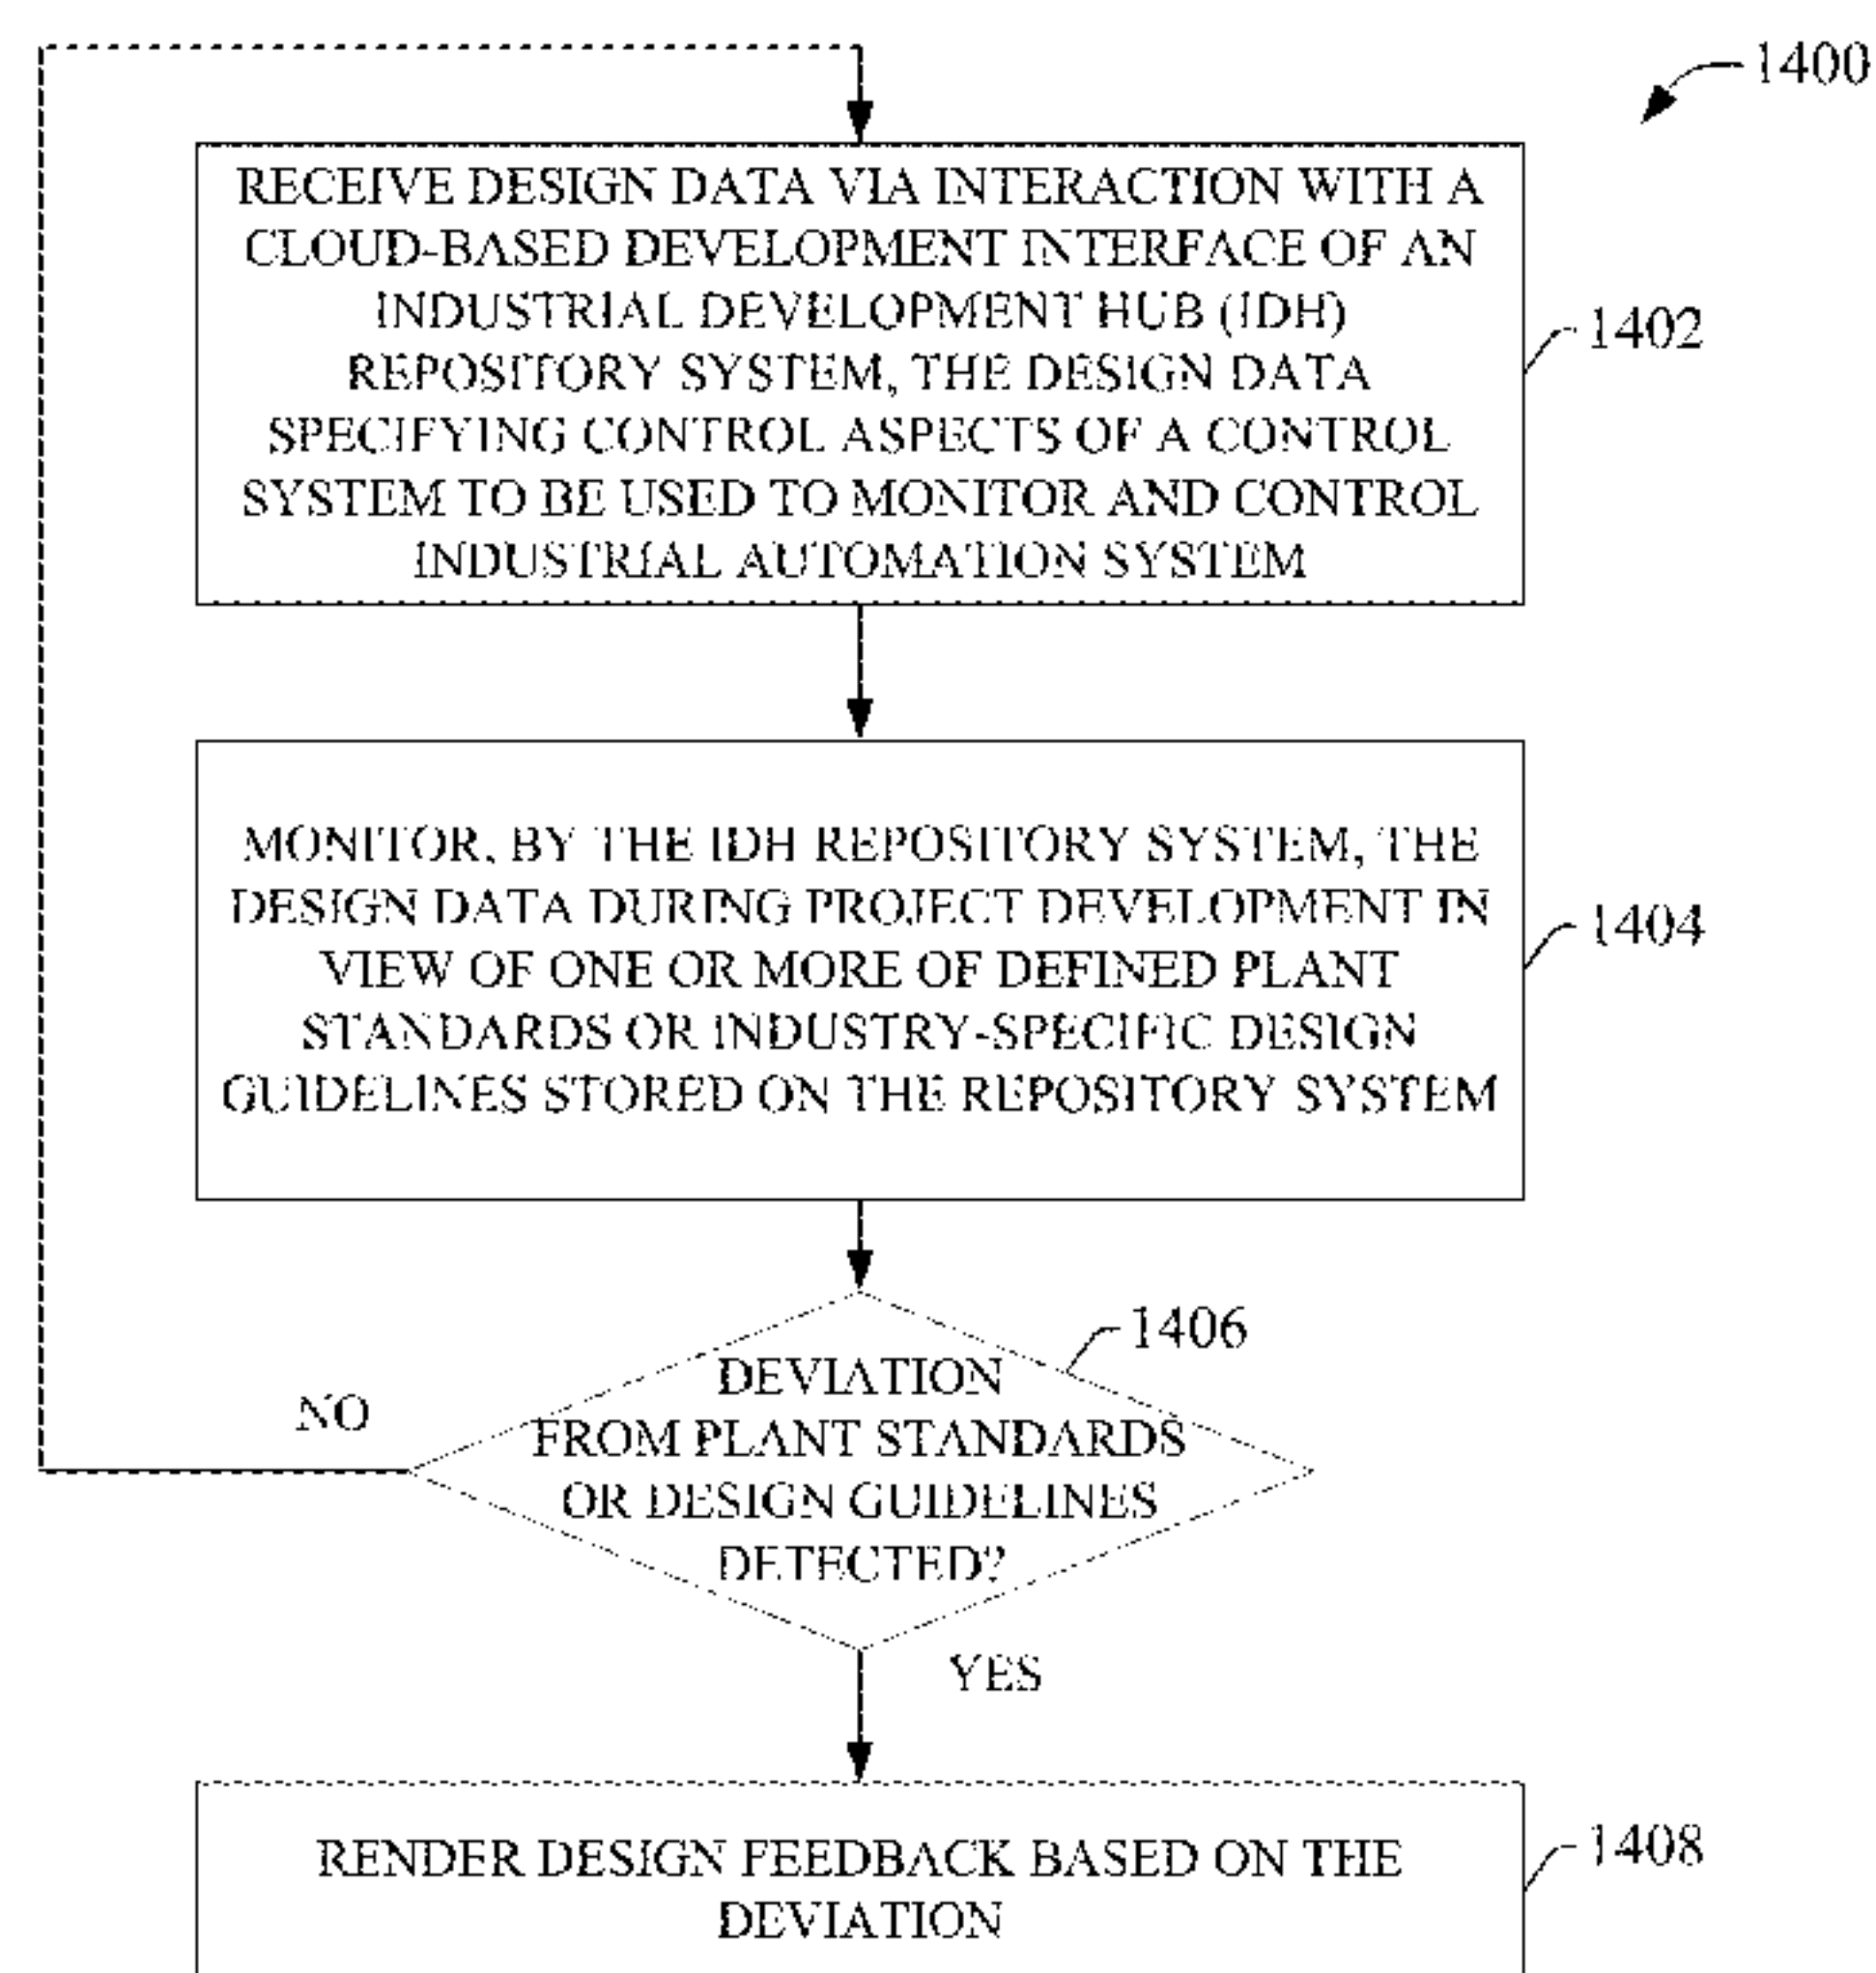 1400
RECEIVE DESIGN DATA VIA INTERACTION WITH A
CLOUD-BASED DEVELOPMENT INTERFACE OF AN
INDUSTRIAL DEVELOPMENT HUB (IDH)
REPOSITORY SYSTEM, THE DESIGN DATA
SPECIFYING CONTROL ASPECTS OF A CONTROL
SYSTEM TO BE USED TO MONITOR AND CONTROL
INDUSTRIAL AUTOMATION SYSTEM
1402
MONITOR, BY THE IDH REPOSITORY SYSTEM, THE
DESIGN DATA DURING PROJECT DEVELOPMENT IN
VIEW OF ONE OR MORE OF DEFINED PLANT
STANDARDS OR INDUSTRY-SPECIFIC DESIGN
GUIDELINES STORED ON THE REPOSITORY SYSTEM
1404
1406
DEVIATION
FROM PLANT STANDARDS
OR DESIGN GUIDELINES
DETECTED?
NO
YES
RENDER DESIGN FEEDBACK BASED ON THE
DEVIATION
1408